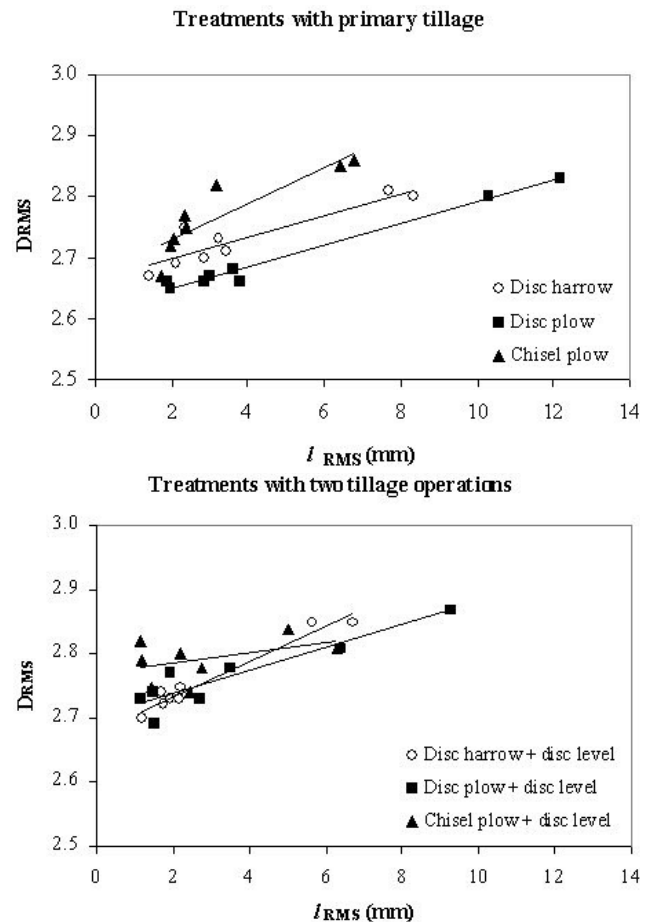 Treatments with primary tillage
3.0
2.9
2.8
2.7
2.6
2.5
DRMS
Disc harrow
Disc plow
Chisel plow
0 2 4 6 8 10 12 14
l RMS (mm)
Treatments with two tillage operations
3.0
2.9
2.8
2.7
2.6
2.5
DRMS
Disc harrow + disc level
Disc plow + disc level
Chisel plow + disc level
0 2 4 6 8 10 12 14
l RMS (mm)